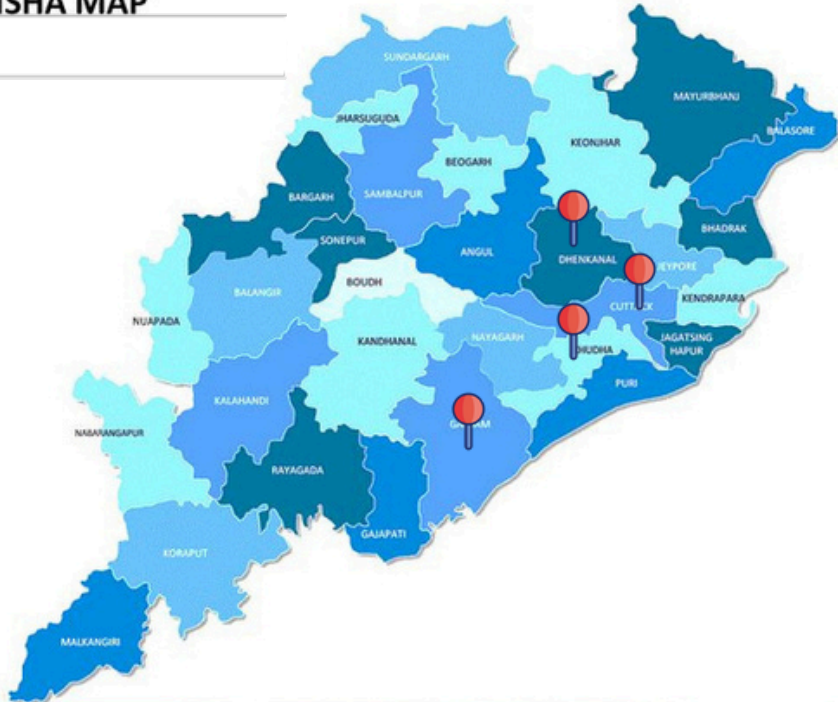 MAP
SUNDARGARH
MAYURBHANJ
JHARSUGUDA
BALASORE
KEONJHAR
BEOGARH
SAMBALPUR
BARGARH
BHADRAK
SONEPUR
ANGUL
DHENKANAL
JEYPORE
BOUDH
BALANGIR
KENDRAPARA
NUAPADA
NAYAGARH
KANDHANAL
JAGATSING
HAPUR
PURI
KALAHANDI
NABARANGAPUR
RAYAGADA
GAJAPATI
KORAPUT
MALKANGIRI